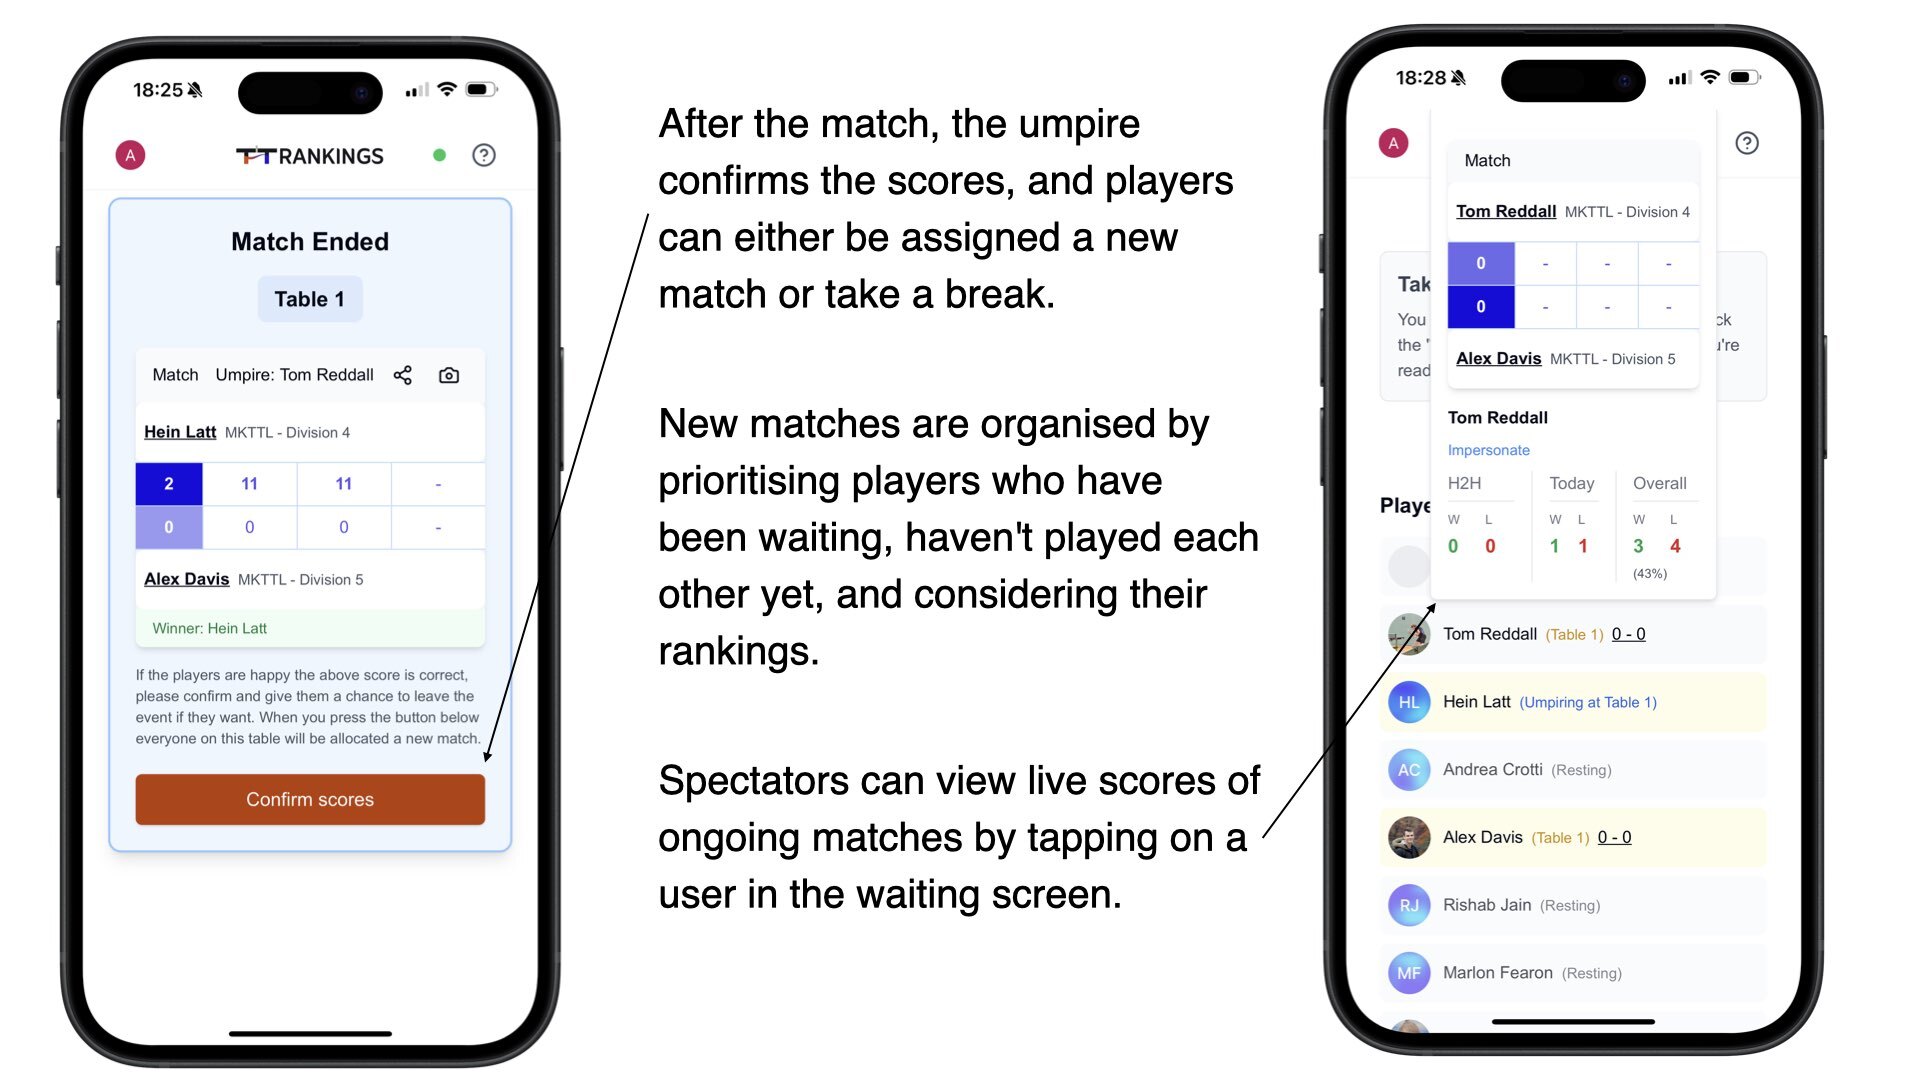 18:25
A
TTRANKINGS
?
Match Ended
Table 1
Match Umpire: Tom Reddall
Hein Latt MKTTL - Division 4
2 11 11 -
0 0 0 -
Alex Davis MKTTL - Division 5
Winner: Hein Latt
If the players are happy the above score is correct,
please confirm and give them a chance to leave the
event if they want. When you press the button below
everyone on this table will be allocated a new match.
Confirm scores
After the match, the umpire
confirms the scores, and players
can either be assigned a new
match or take a break.
New matches are organised by
prioritising players who have
been waiting, haven't played each
other yet, and considering their
rankings.
Spectators can view live scores of
ongoing matches by tapping on a
user in the waiting screen.
18:28
A
?
Match
Tom Reddall MKTTL - Division 4
0 - - -
0 - - -
Alex Davis MKTTL - Division 5
Tom Reddall
Impersonate
H2H Today Overall
W L W L W L
0 0 1 1 3 4
(43%)
You
the "
Tom Reddall (Table 1) 0 - 0
HL Hein Latt (Umpiring at Table 1)
AC Andrea Crotti (Resting)
Alex Davis (Table 1) 0 - 0
RJ Rishab Jain (Resting)
MF Marlon Fearon (Resting)